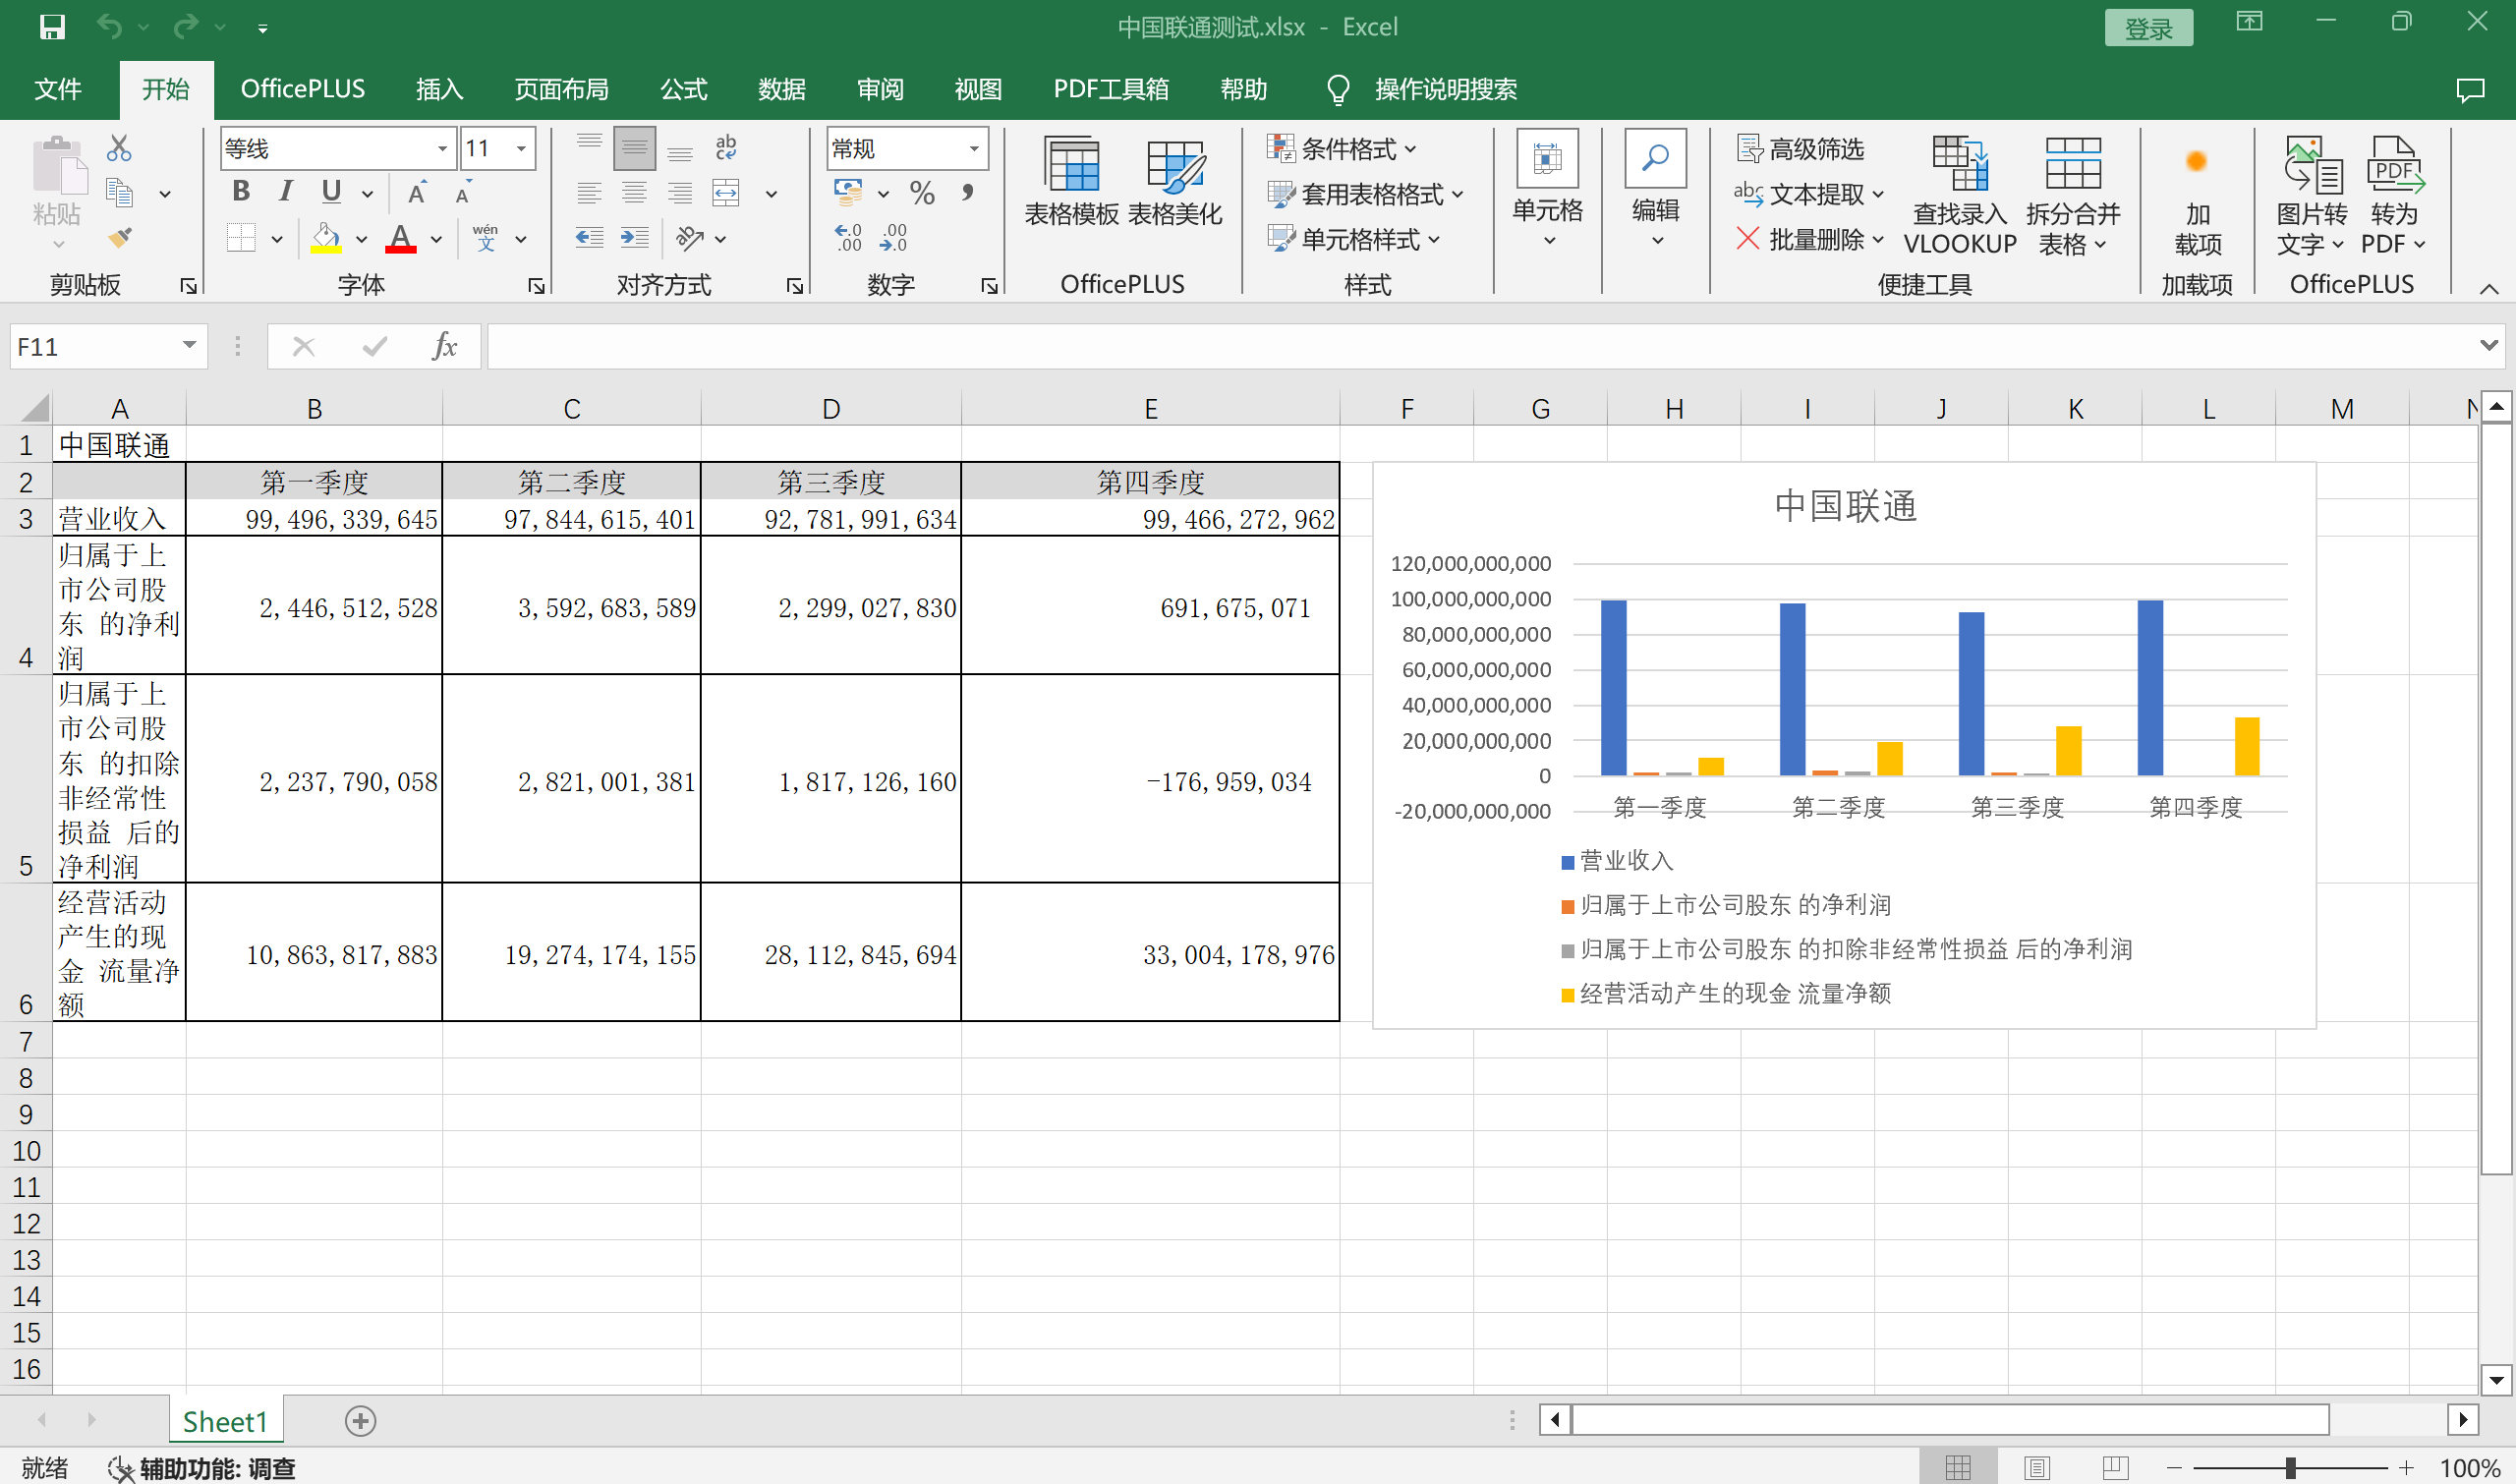 中国联通测试.xlsx - Excel
登录
文件 开始 OfficePLUS 插入 页面布局 公式 数据 审阅 视图 PDF工具箱 帮助 操作说明搜索
粘贴
剪贴板
等线 11
B I U A A
A wén 文
字体
ab
对齐方式
常规
%
.00 .0
数字
表格模板 表格美化
OfficePLUS
条件格式
套用表格格式
单元格样式
样式
单元格
编辑
高级筛选
文本提取
批量删除
查找录入 VLOOKUP
拆分合并 表格
便捷工具
加载项
加载项
图片转文字
PDF
转为 PDF
OfficePLUS
F11 fx
A B C D E F G H I J K L M
1 中国联通
2 第一季度 第二季度 第三季度 第四季度
3 营业收入 99,496,339,645 97,844,615,401 92,781,991,634 99,466,272,962
归属于上
市公司股
东 的净利
4 润 2,446,512,528 3,592,683,589 2,299,027,830 691,675,071
归属于上
市公司股
东 的扣除
非经常性
损益 后的
5 净利润 2,237,790,058 2,821,001,381 1,817,126,160 -176,959,034
经营活动
产生的现
金 流量净
6 额 10,863,817,883 19,274,174,155 28,112,845,694 33,004,178,976
7
8
9
10
11
12
13
14
15
16
中国联通
120,000,000,000
100,000,000,000
80,000,000,000
60,000,000,000
40,000,000,000
20,000,000,000
0
-20,000,000,000
第一季度 第二季度 第三季度 第四季度
营业收入
归属于上市公司股东 的净利润
归属于上市公司股东 的扣除非经常性损益 后的净利润
经营活动产生的现金 流量净额
Sheet1
就绪 辅助功能: 调查 100%